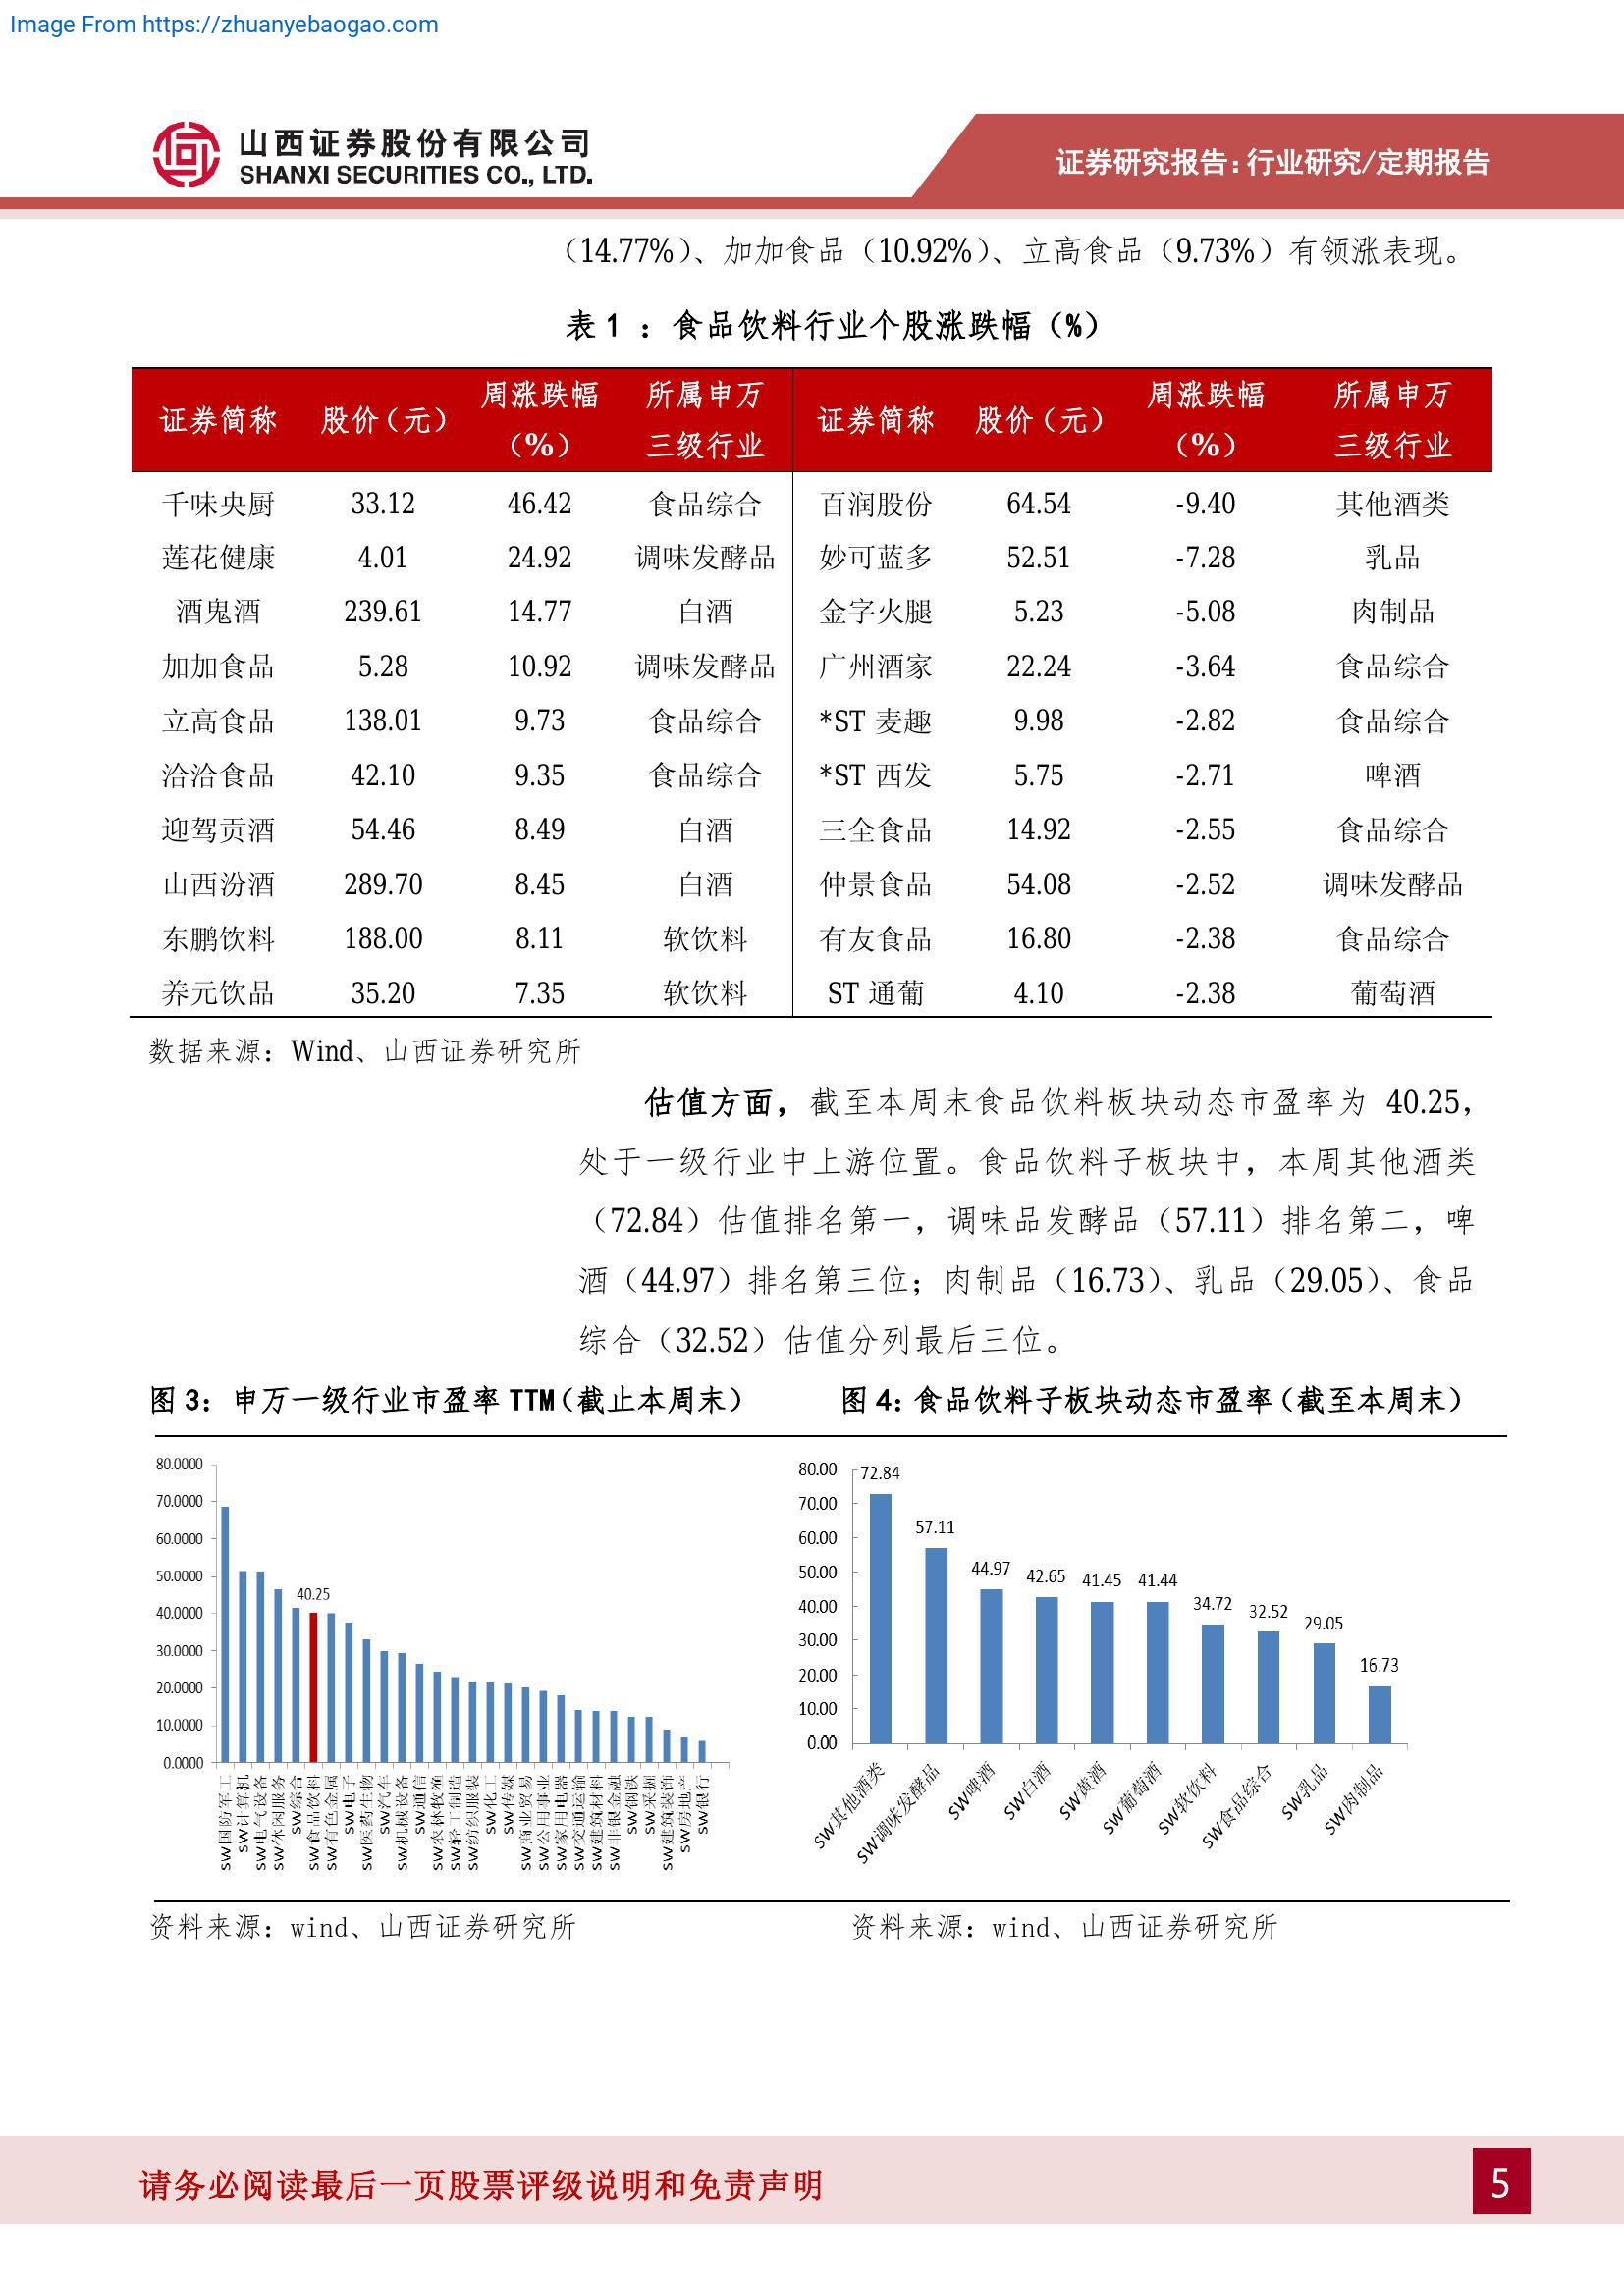 Image From https://zhuanyebaogao.com
山西证券股份有限公司
SHANXI SECURITIES CO., LTD.
证券研究报告：行业研究/定期报告
（14.77%）、加加食品（10.92%）、立高食品（9.73%）有领涨表现。
表 1 ：食品饮料行业个股涨跌幅（%）
证券简称 股价（元） 周涨跌幅（%） 所属申万三级行业 证券简称 股价（元） 周涨跌幅（%） 所属申万三级行业
千味央厨 33.12 46.42 食品综合 百润股份 64.54 -9.40 其他酒类
莲花健康 4.01 24.92 调味发酵品 妙可蓝多 52.51 -7.28 乳品
酒鬼酒 239.61 14.77 白酒 金字火腿 5.23 -5.08 肉制品
加加食品 5.28 10.92 调味发酵品 广州酒家 22.24 -3.64 食品综合
立高食品 138.01 9.73 食品综合 *ST 麦趣 9.98 -2.82 食品综合
洽洽食品 42.10 9.35 食品综合 *ST 西发 5.75 -2.71 啤酒
迎驾贡酒 54.46 8.49 白酒 三全食品 14.92 -2.55 食品综合
山西汾酒 289.70 8.45 白酒 仲景食品 54.08 -2.52 调味发酵品
东鹏饮料 188.00 8.11 软饮料 有友食品 16.80 -2.38 食品综合
养元饮品 35.20 7.35 软饮料 ST 通葡 4.10 -2.38 葡萄酒
数据来源：Wind、山西证券研究所
估值方面，截至本周末食品饮料板块动态市盈率为 40.25，
处于一级行业中上游位置。食品饮料子板块中，本周其他酒类
（72.84）估值排名第一，调味品发酵品（57.11）排名第二，啤
酒（44.97）排名第三位；肉制品（16.73）、乳品（29.05）、食品
综合（32.52）估值分列最后三位。
图 3：申万一级行业市盈率 TTM（截止本周末）
80.0000
70.0000
60.0000
50.0000
40.0000
30.0000
20.0000
10.0000
0.0000
40.25
SW国防军工
SW计算机
SW电气设备
SW休闲服务
SW综合
SW食品饮料
SW有色金属
SW电子
SW医药生物
SW汽车
SW机械设备
SW通信
SW农林牧渔
SW轻工制造
SW纺织服装
SW化工
SW传媒
SW商业贸易
SW公用事业
SW家用电器
SW交通运输
SW建筑材料
SW非银金融
SW钢铁
SW采掘
SW建筑装饰
SW房地产
SW银行
资料来源：wind、山西证券研究所
图 4：食品饮料子板块动态市盈率（截至本周末）
80.00
70.00
60.00
50.00
40.00
30.00
20.00
10.00
0.00
72.84
57.11
44.97
42.65
41.45
41.44
34.72
32.52
29.05
16.73
SW其他酒类
SW调味发酵品
SW啤酒
SW白酒
SW黄酒
SW葡萄酒
SW软饮料
SW食品综合
SW乳品
SW肉制品
资料来源：wind、山西证券研究所
请务必阅读最后一页股票评级说明和免责声明
5